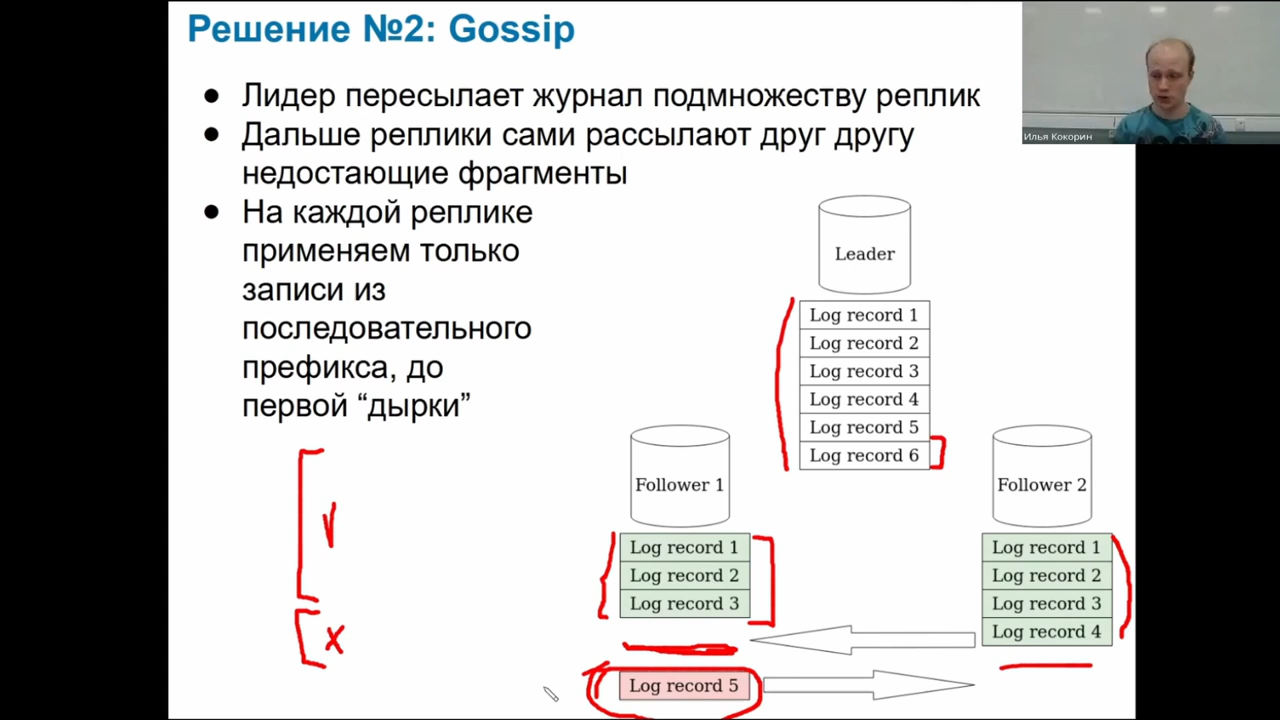 Решение №2: Gossip
● Лидер пересылает журнал подмножеству реплик
● Дальше реплики сами рассылают друг другу
недостающие фрагменты
● На каждой реплике
применяем только
записи из
последовательного
префикса, до
первой “дырки”
Илья Кокорин
Leader
Log record 1
Log record 2
Log record 3
Log record 4
Log record 5
Log record 6
Follower 1
Log record 1
Log record 2
Log record 3
Log record 5
Follower 2
Log record 1
Log record 2
Log record 3
Log record 4